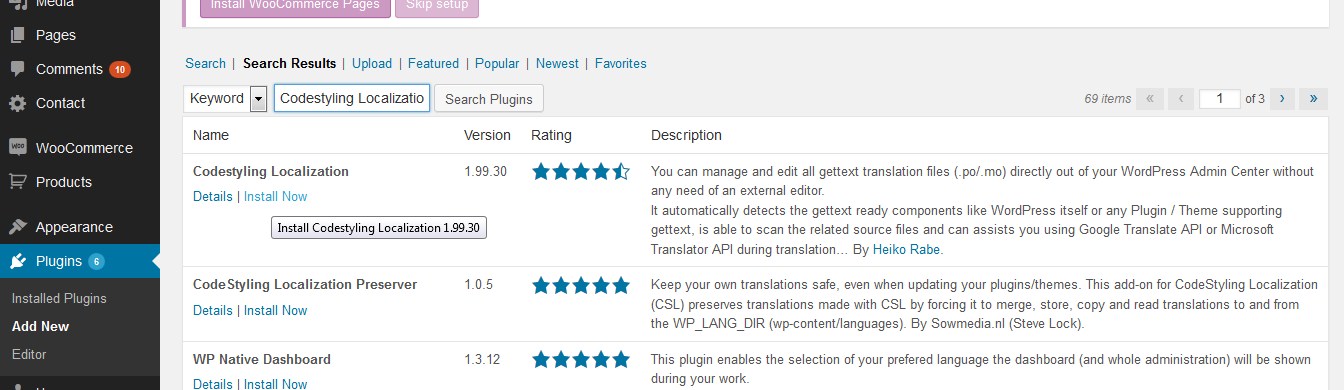 Media
Install WooCommerce Pages
Skip setup
Pages
Comments 10
Contact
WooCommerce
Products
Appearance
Plugins 6
Installed Plugins
Add New
Editor
Search | Search Results | Upload | Featured | Popular | Newest | Favorites
Keyword Codestyling Localizatio Search Plugins
69 items « ‹ 1 of 3 › »
Name Version Rating Description
Codestyling Localization 1.99.30
Details | Install Now
Install Codestyling Localization 1.99.30
You can manage and edit all gettext translation files (.po/.mo) directly out of your WordPress Admin Center without
any need of an external editor.
It automatically detects the gettext ready components like WordPress itself or any Plugin / Theme supporting
gettext, is able to scan the related source files and can assists you using Google Translate API or Microsoft
Translator API during translation… By Heiko Rabe.
CodeStyling Localization Preserver 1.0.5
Details | Install Now
Keep your own translations safe, even when updating your plugins/themes. This add-on for CodeStyling Localization
(CSL) preserves translations made with CSL by forcing it to merge, store, copy and read translations to and from
the WP_LANG_DIR (wp-content/languages). By Sowmedia.nl (Steve Lock).
WP Native Dashboard 1.3.12
Details | Install Now
This plugin enables the selection of your prefered language the dashboard (and whole administration) will be shown
during your work.